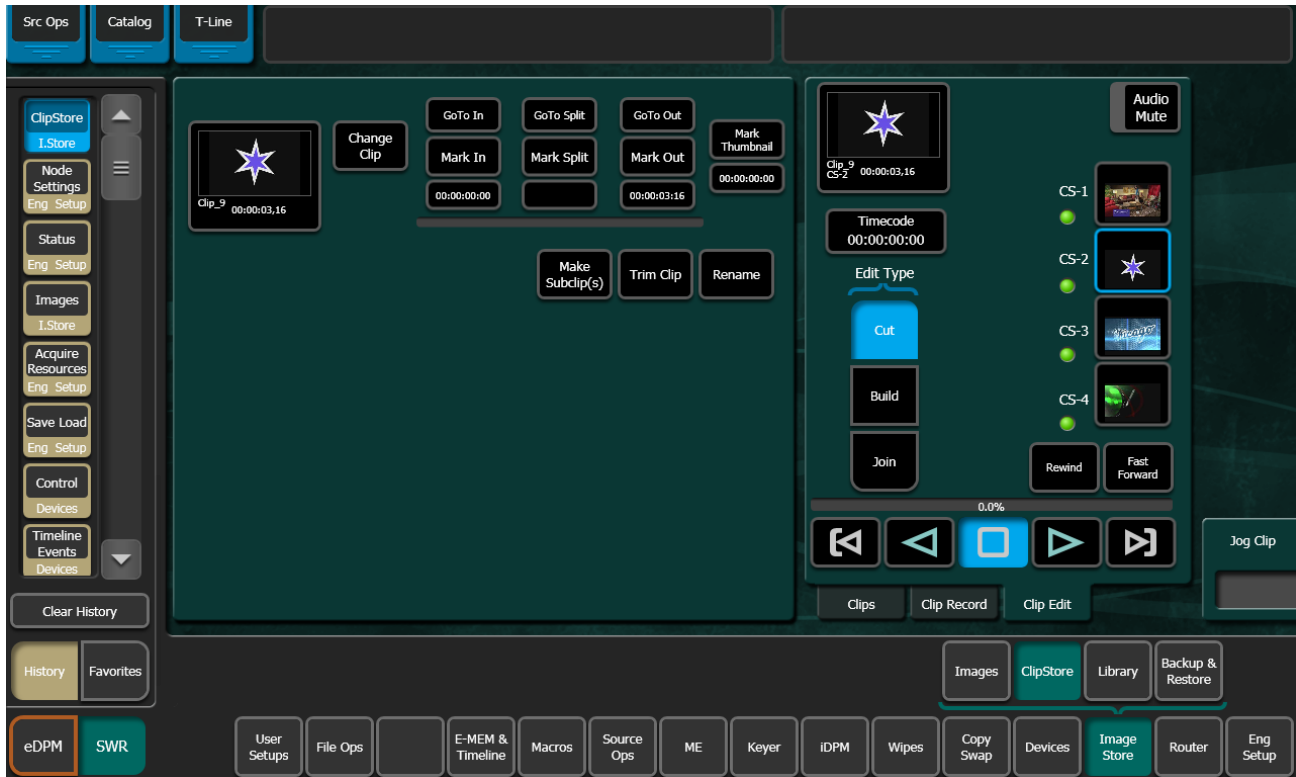 Src Ops
Catalog
T-Line
ClipStore
I.Store
Node
Settings
Eng Setup
Status
Eng Setup
Images
I.Store
Acquire
Resources
Eng Setup
Save Load
Eng Setup
Control
Devices
Timeline
Events
Devices
Clear History
History
Favorites
eDPM
SWR
Clip_9 00:00:03,16
Change
Clip
GoTo In
GoTo Split
GoTo Out
Mark In
Mark Split
Mark Out
Mark
Thumbnail
00:00:00:00
00:00:03:16
00:00:00:00
Make
Subclip(s)
Trim Clip
Rename
Clip_9
CS-2 00:00:03,16
Audio
Mute
Timecode
00:00:00:00
Edit Type
Cut
Build
Join
CS-1
CS-2
CS-3
Chicago
CS-4
Rewind
Fast
Forward
0.0%
Jog Clip
Clips
Clip Record
Clip Edit
Images
ClipStore
Library
Backup &
Restore
User
Setups
File Ops
E-MEM &
Timeline
Macros
Source
Ops
ME
Keyer
iDPM
Wipes
Copy
Swap
Devices
Image
Store
Router
Eng
Setup